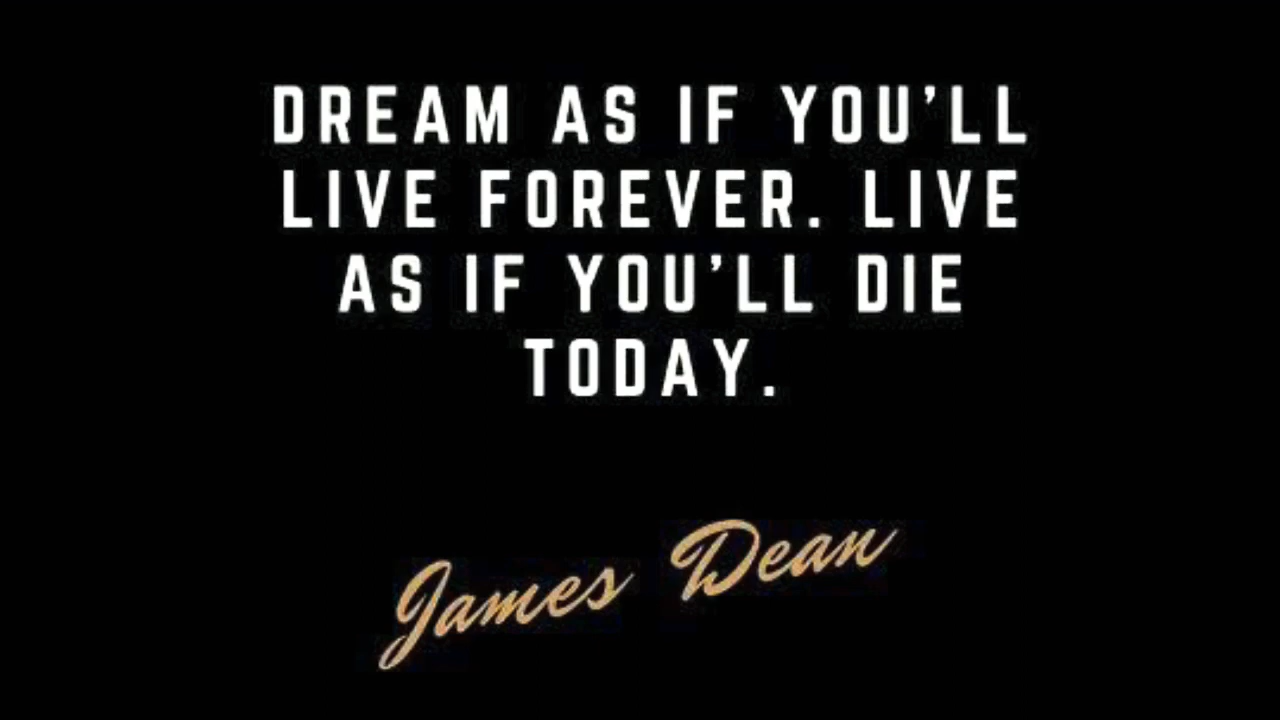 DREAM AS IF YOU’LL
LIVE FOREVER. LIVE
AS IF YOU’LL DIE
TODAY.
James Dean